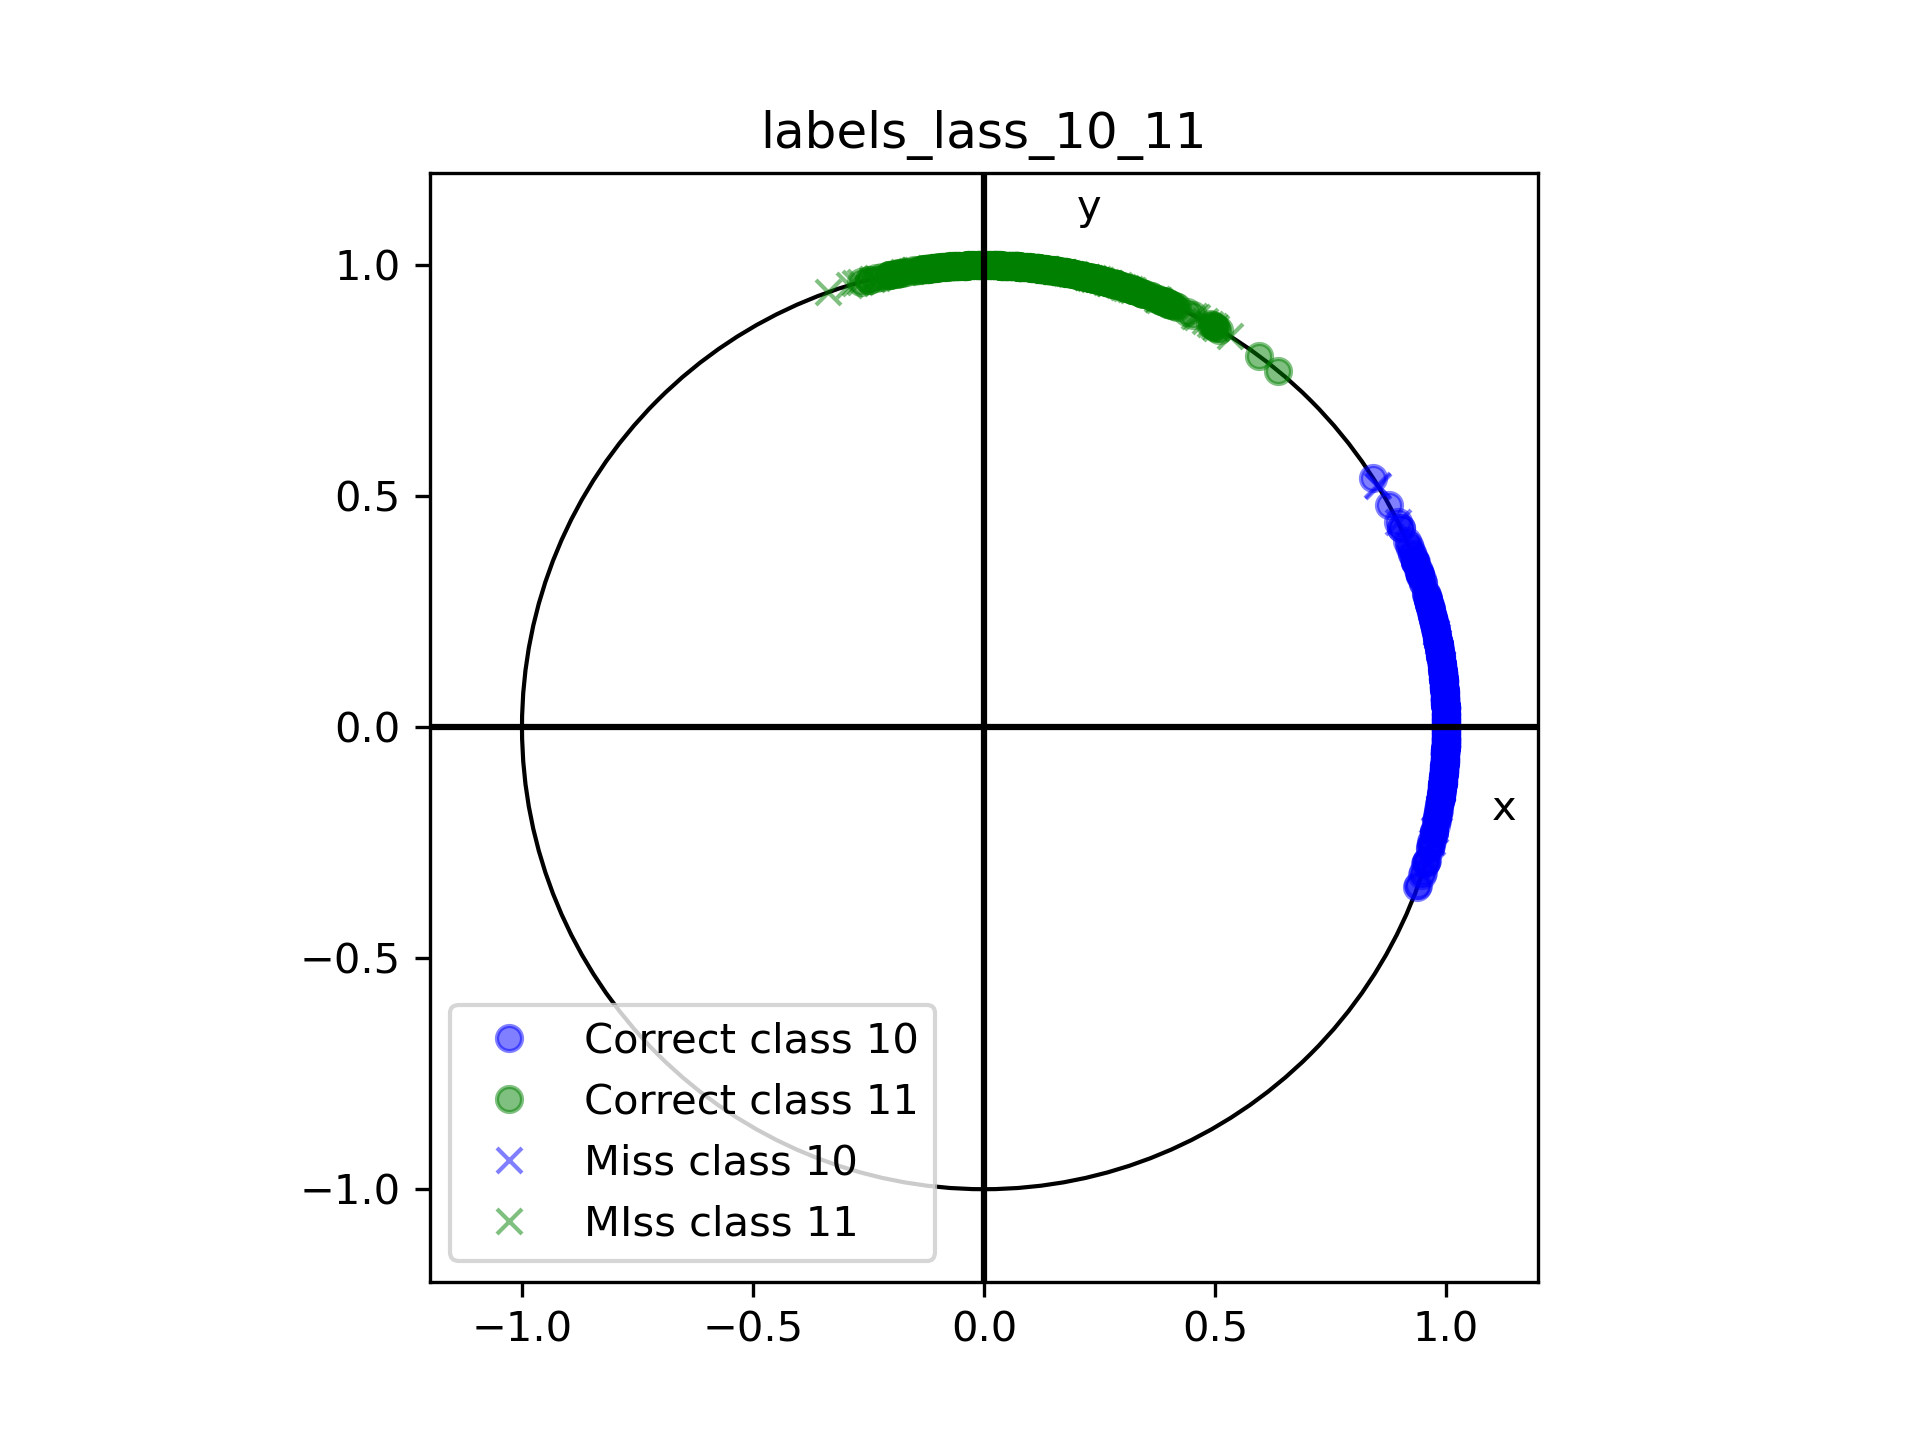 labels_lass_10_11
y
1.0
0.5
0.0
x
−0.5
−1.0
Correct class 10
Correct class 11
Miss class 10
MIss class 11
−1.0 −0.5 0.0 0.5 1.0